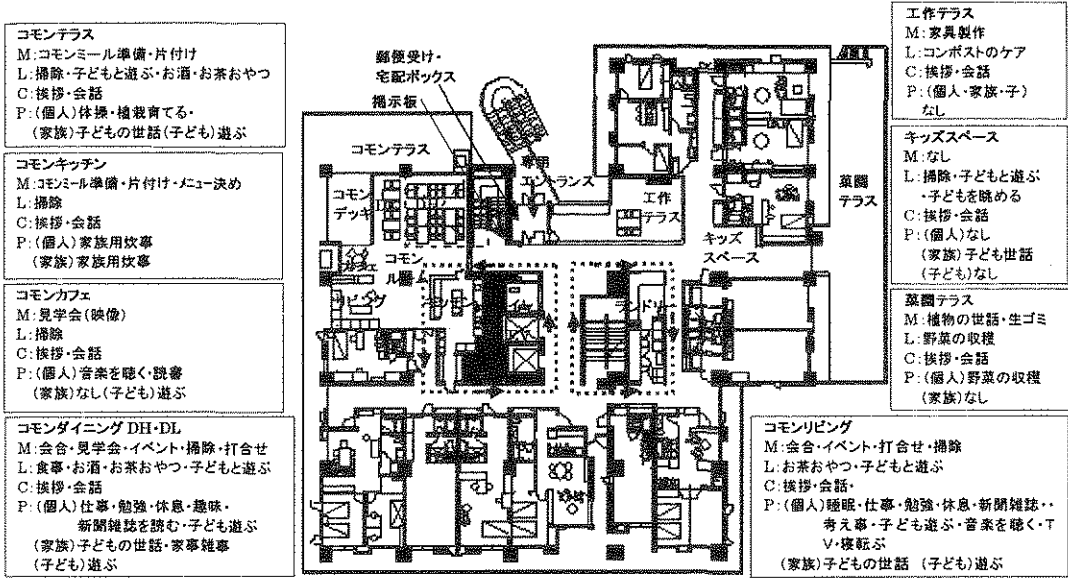 コモンテラス
M:コモンミール準備・片付け
L:掃除・子どもと遊ぶ・お酒・お茶おやつ
C:挨拶・会話
P:(個人)体操・植栽育てる・
(家族)子どもの世話(子ども)遊ぶ
コモンキッチン
M:コモンミール準備・片付け・メニュー決め
L:掃除
C:挨拶・会話
P:(個人)家族用炊事
(家族)家族用炊事
コモンカフェ
M:見学会(映像)
L:掃除
C:挨拶・会話
P:(個人)音楽を聴く・読書
(家族)なし(子ども)遊ぶ
コモンダイニング DH・DL
M:会合・見学会・イベント・掃除・打合せ
L:食事・お酒・お茶おやつ・子どもと遊ぶ
C:挨拶・会話
P:(個人)仕事・勉強・休息・趣味・
新聞雑誌を読む・子ども遊ぶ
(家族)子どもの世話・家事雑事
(子ども)遊ぶ
郵便受け・
宅配ボックス
掲示板
コモンテラス
専用
エントランス
コモン
デッキ
工作
テラス
菜園
テラス
キッズ
スペース
コモン
ルーム
リビング
工作テラス
M:家具製作
L:コンポストのケア
C:挨拶・会話
P:(個人・家族・子)
なし
キッズスペース
M:なし
L:掃除・子どもと遊ぶ
・子どもを眺める
C:挨拶・会話
P:(個人)なし
(家族)子ども世話
(子ども)なし
菜園テラス
M:植物の世話・生ゴミ
L:野菜の収穫
C:挨拶・会話
P:(個人)野菜の収穫
(家族)なし
コモンリビング
M:会合・イベント・打合せ・掃除
L:お茶おやつ・子どもと遊ぶ
C:挨拶・会話・
P:(個人)睡眠・仕事・勉強・休息・新聞雑誌・・
考え事・子ども遊ぶ・音楽を聴く・T
V・寝転ぶ
(家族)子どもの世話 (子ども)遊ぶ